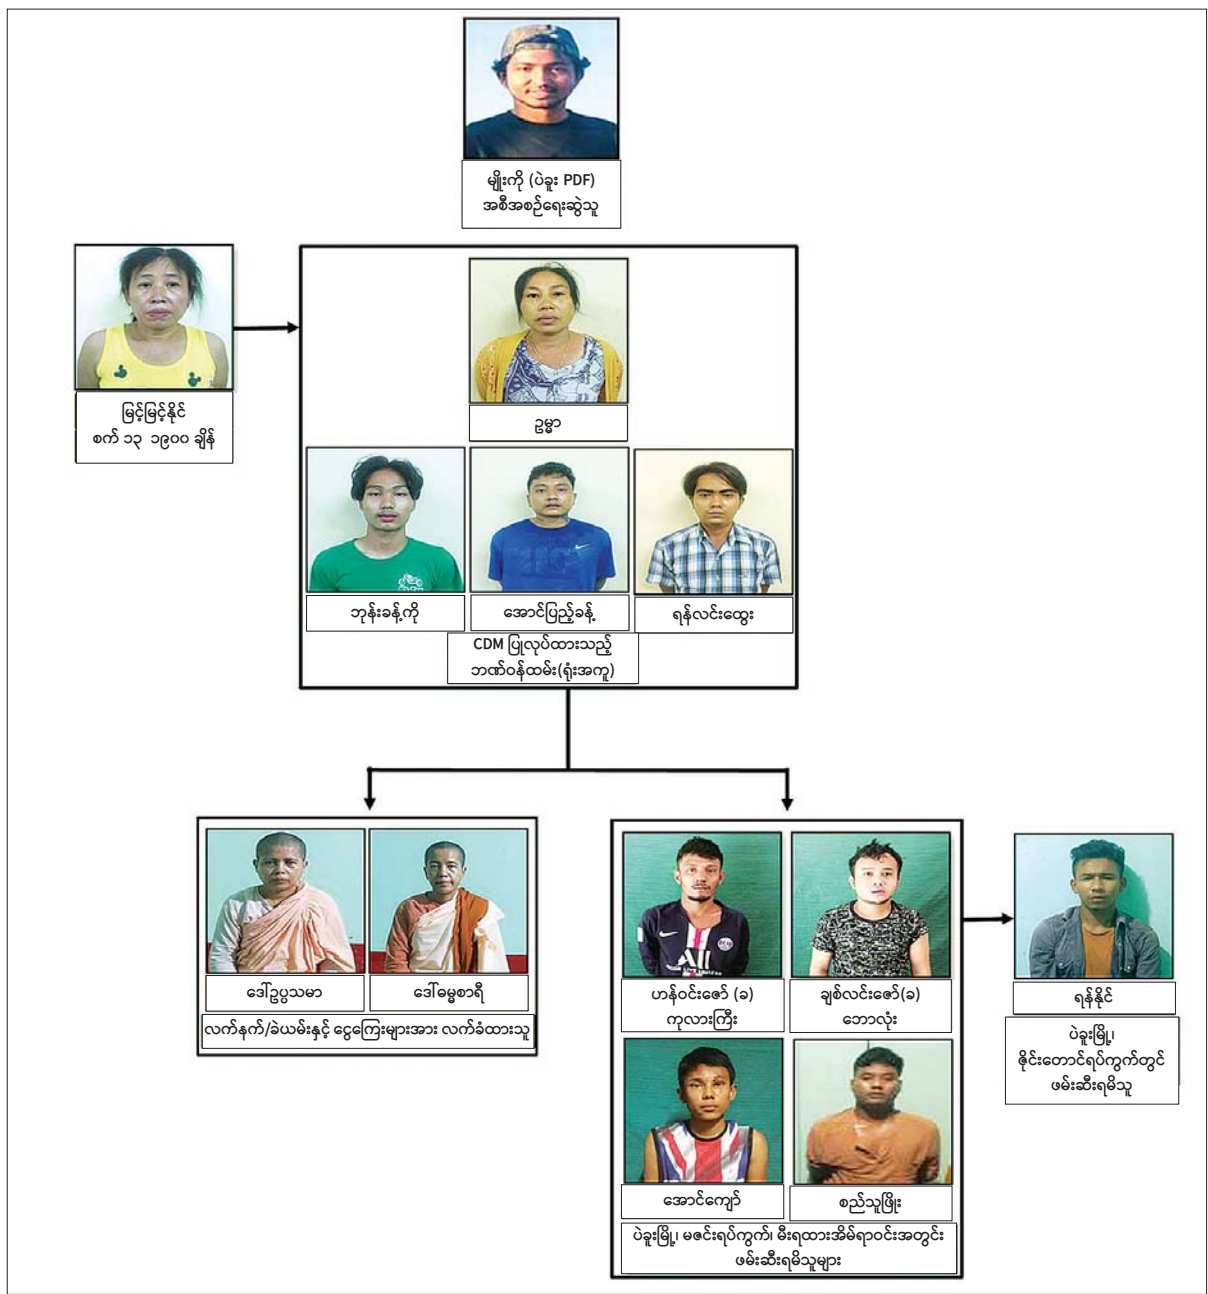 မျိုးကို (ပဲခူး PDF)
အစီအစဉ်ရေးဆွဲသူ
မြင့်မြင့်နိုင်
စက် ၁၃ ၁၉၀၀ ချိန်
ဥမ္မာ
ဘုန်းခန့်ကို
အောင်ပြည့်ခန့်
ရန်လင်းထွေး
CDM ပြုလုပ်ထားသည့်
ဘဏ်ဝန်ထမ်း(ရုံးအကူ)
ဒေါ်ဥပ္ပသမာ
ဒေါ်ဓမ္မစာရီ
လက်နက်/ခဲယမ်းနှင့် ငွေကြေးများအား လက်ခံထားသူ
ဟန်ဝင်းဇော် (ခ)
ကုလားကြီး
ချစ်လင်းဇော်(ခ)
ဘောလုံး
ရန်နိုင်
ပဲခူးမြို့၊
ဇိုင်းတောင်ရပ်ကွက်တွင်
ဖမ်းဆီးရမိသူ
အောင်ကျော်
စည်သူဖြိုး
ပဲခူးမြို့၊ မဇင်းရပ်ကွက်၊ မီးရထားအိမ်ရာဝင်းအတွင်း
ဖမ်းဆီးရမိသူများ